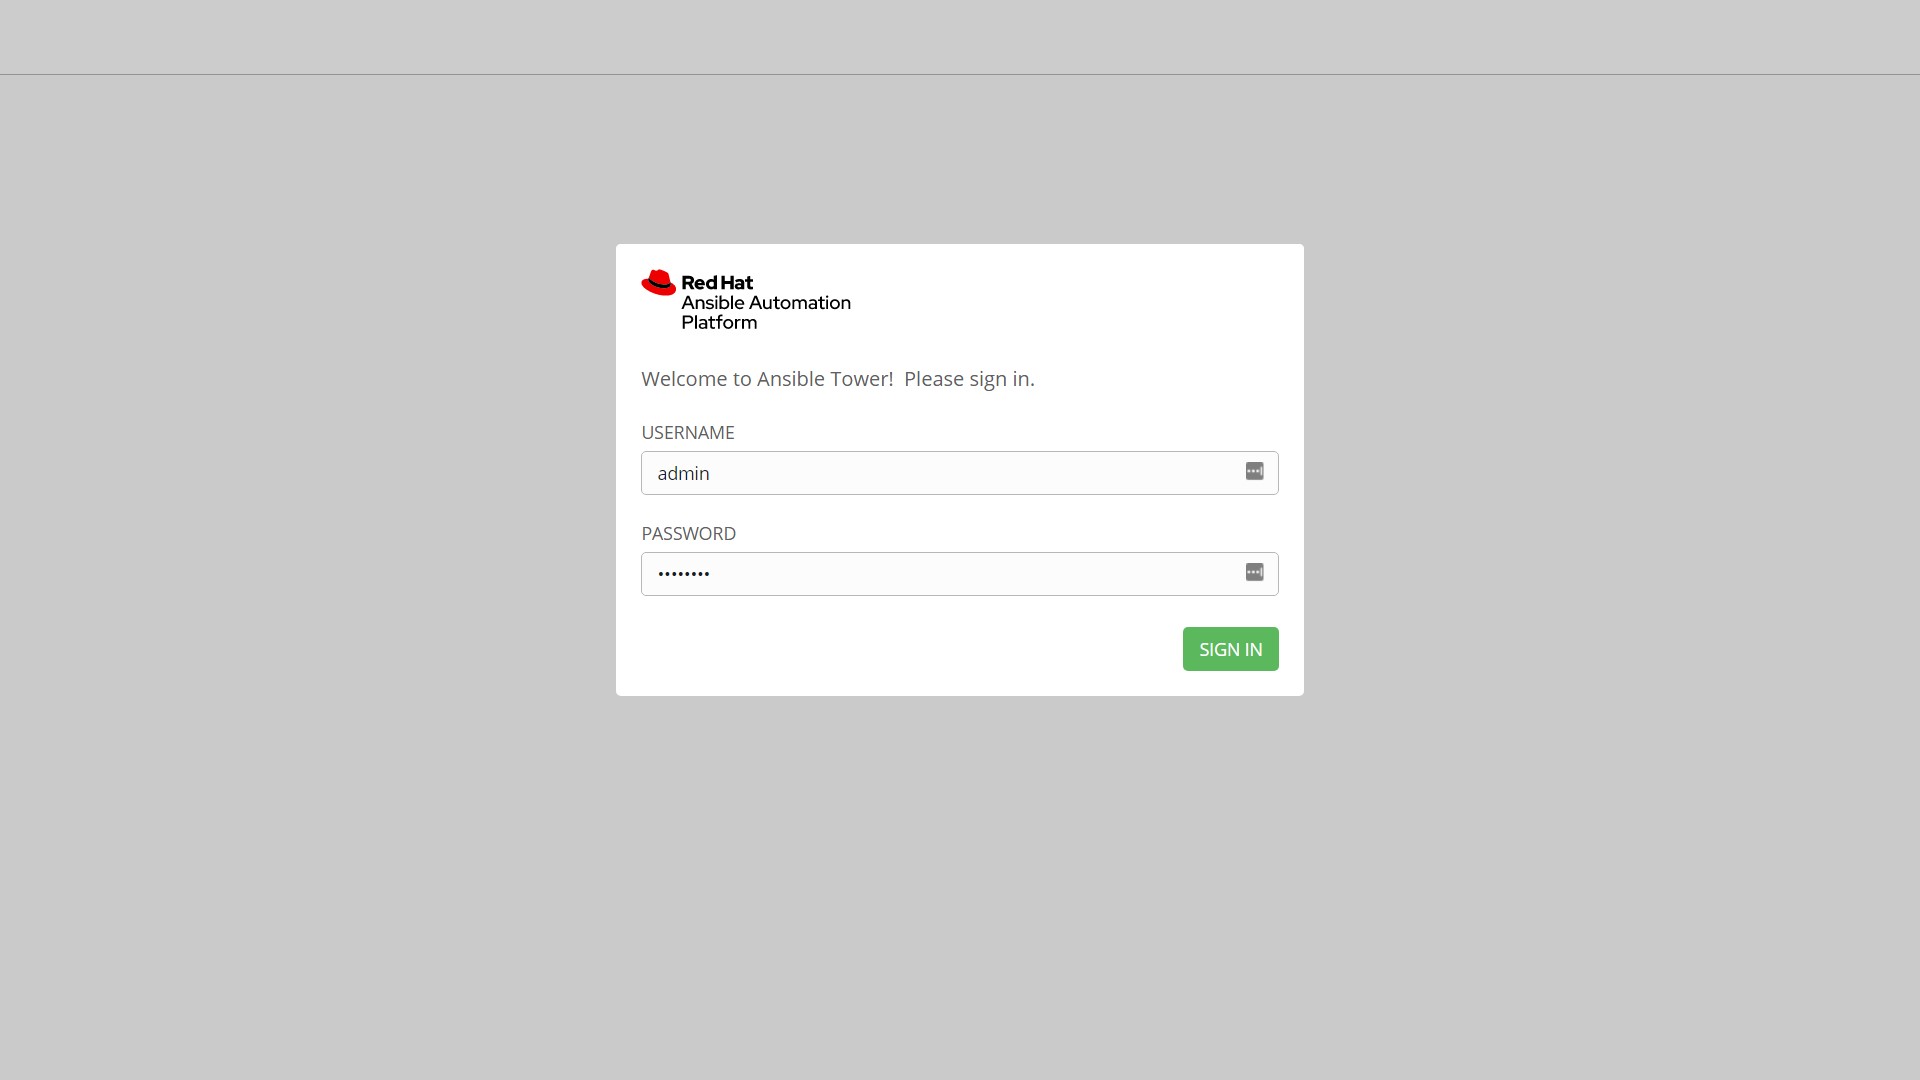 Red Hat
Ansible Automation
Platform
Welcome to Ansible Tower!  Please sign in.
USERNAME
admin
PASSWORD
••••••••
SIGN IN